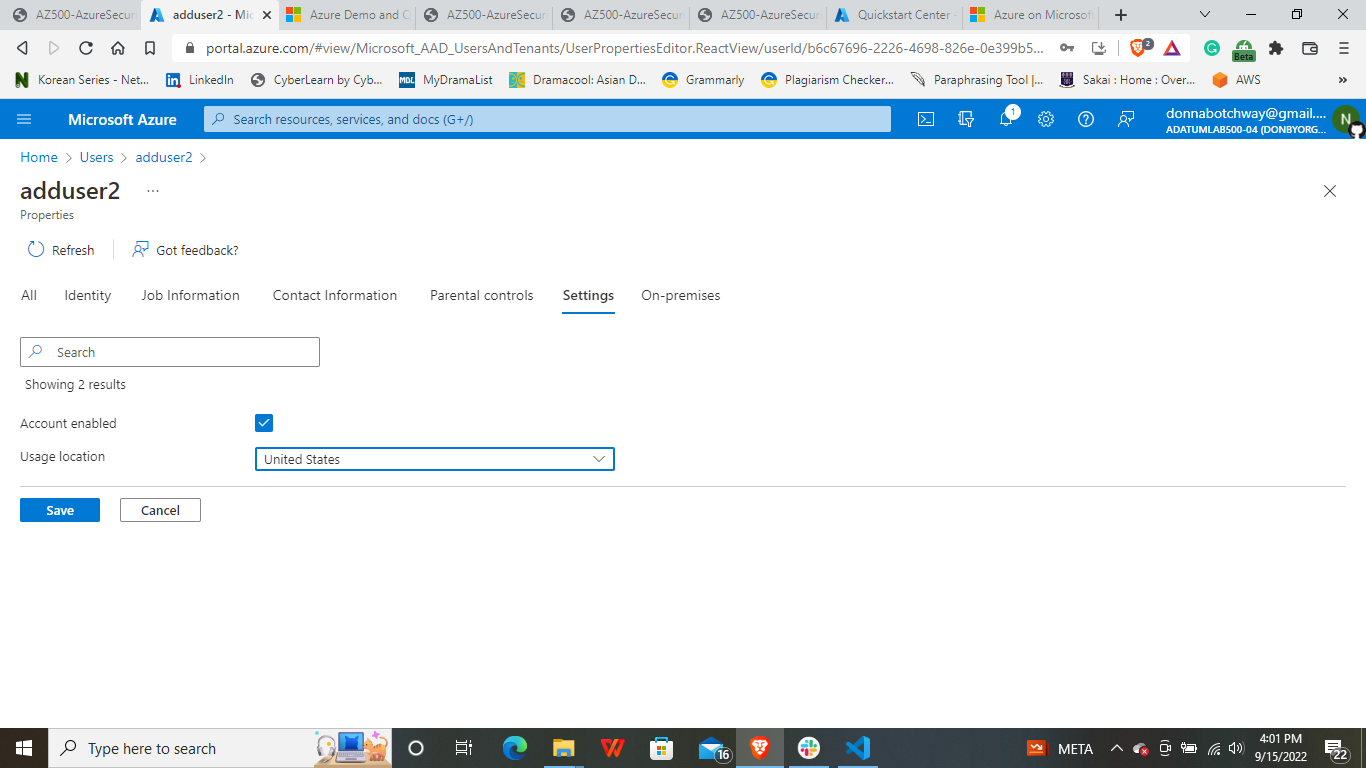 AZ500-AzureSecur
adduser2 - Mic
Azure Demo and C
AZ500-AzureSecur
AZ500-AzureSecur
AZ500-AzureSecur
Quickstart Center -
Azure on Microsoft
portal.azure.com/#view/Microsoft_AAD_UsersAndTenants/UserPropertiesEditor.ReactView/userId/b6c67696-2226-4698-826e-0e399b5...
2
Beta
Korean Series - Net...
LinkedIn
CyberLearn by Cyb...
MDL
MyDramaList
Dramacool: Asian D...
Grammarly
Plagiarism Checker...
Paraphrasing Tool |...
Sakai : Home : Over...
AWS
Microsoft Azure
Search resources, services, and docs (G+/)
1
donnabotchway@gmail....
ADATUMLAB500-04 (DONBYORG...
N
Home > Users > adduser2 >
adduser2 ...
Properties
Refresh
Got feedback?
All
Identity
Job Information
Contact Information
Parental controls
Settings
On-premises
Search
Showing 2 results
Account enabled
Usage location
United States
Save
Cancel
Type here to search
16
META
4:01 PM
9/15/2022
22